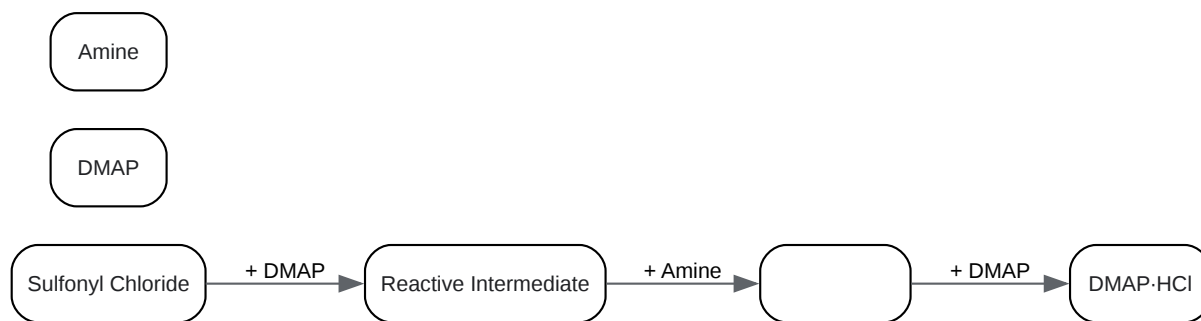 Amine
DMAP
Sulfonyl Chloride
+ DMAP
Reactive Intermediate
+ Amine
+ DMAP
DMAP·HCl